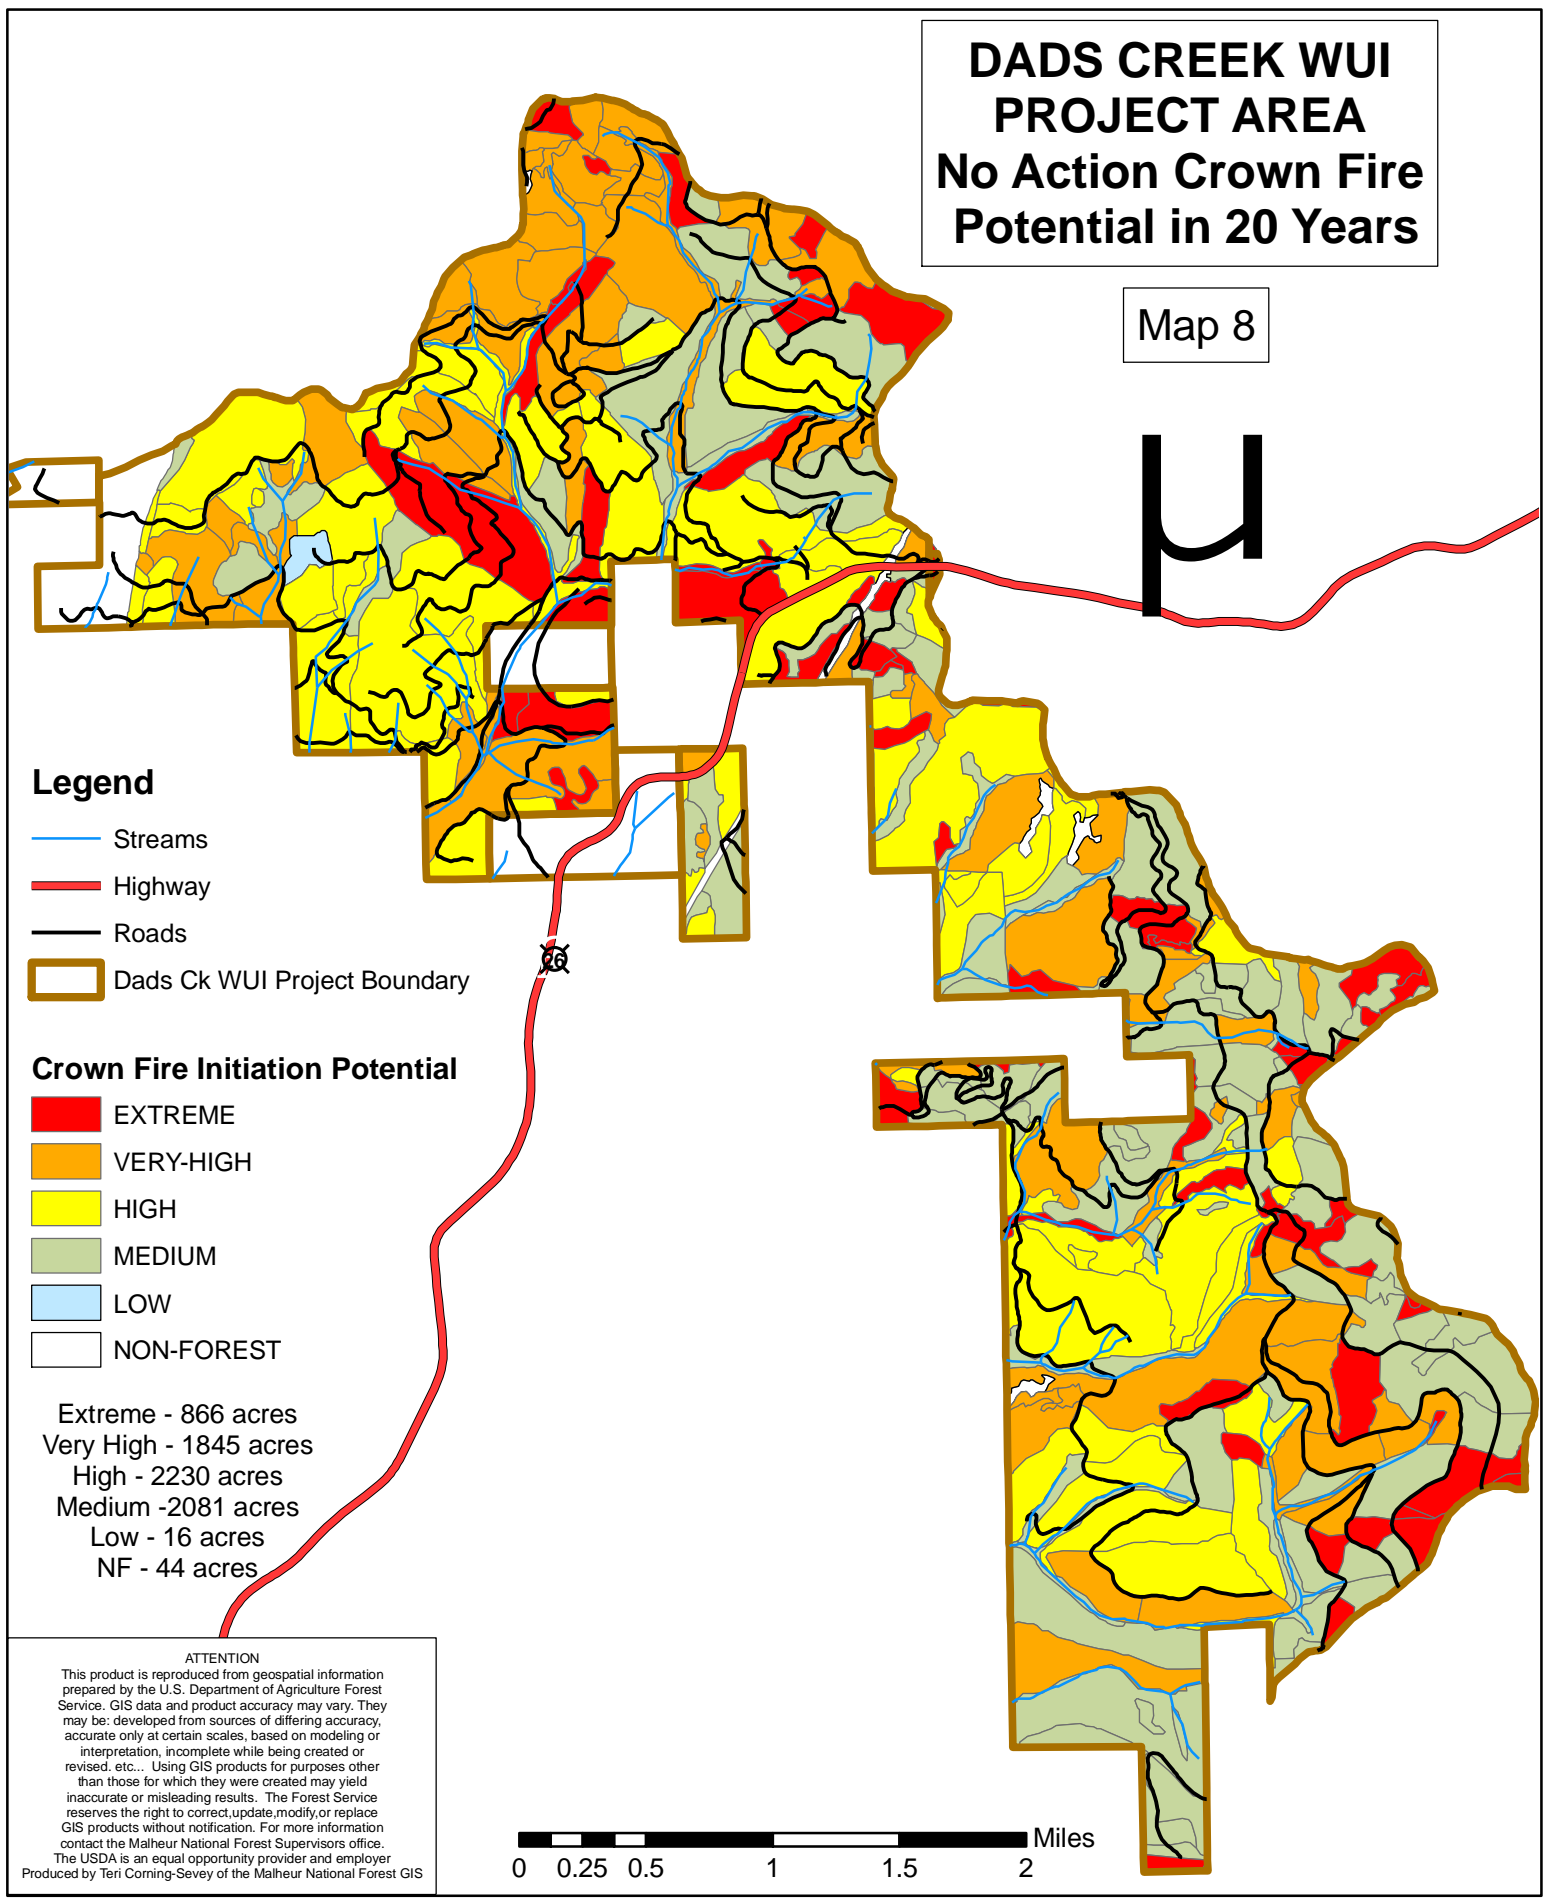 DADS CREEK WUI
PROJECT AREA
No Action Crown Fire
Potential in 20 Years
Map 8
µ
Legend
Streams
Highway
Roads
Dads Ck WUI Project Boundary
26
Crown Fire Initiation Potential
EXTREME
VERY-HIGH
HIGH
MEDIUM
LOW
NON-FOREST
Extreme - 866 acres
Very High - 1845 acres
High - 2230 acres
Medium -2081 acres
Low - 16 acres
NF - 44 acres
ATTENTION
This product is reproduced from geospatial information
prepared by the U.S. Department of Agriculture Forest
Service. GIS data and product accuracy may vary. They
may be: developed from sources of differing accuracy,
accurate only at certain scales, based on modeling or
interpretation, incomplete while being created or
revised. etc... Using GIS products for purposes other
than those for which they were created may yield
inaccurate or misleading results. The Forest Service
reserves the right to correct,update,modify,or replace
GIS products without notification. For more information
contact the Malheur National Forest Supervisors office.
The USDA is an equal opportunity provider and employer
Produced by Teri Corning-Sevey of the Malheur National Forest GIS
Miles
0 0.25 0.5 1 1.5 2